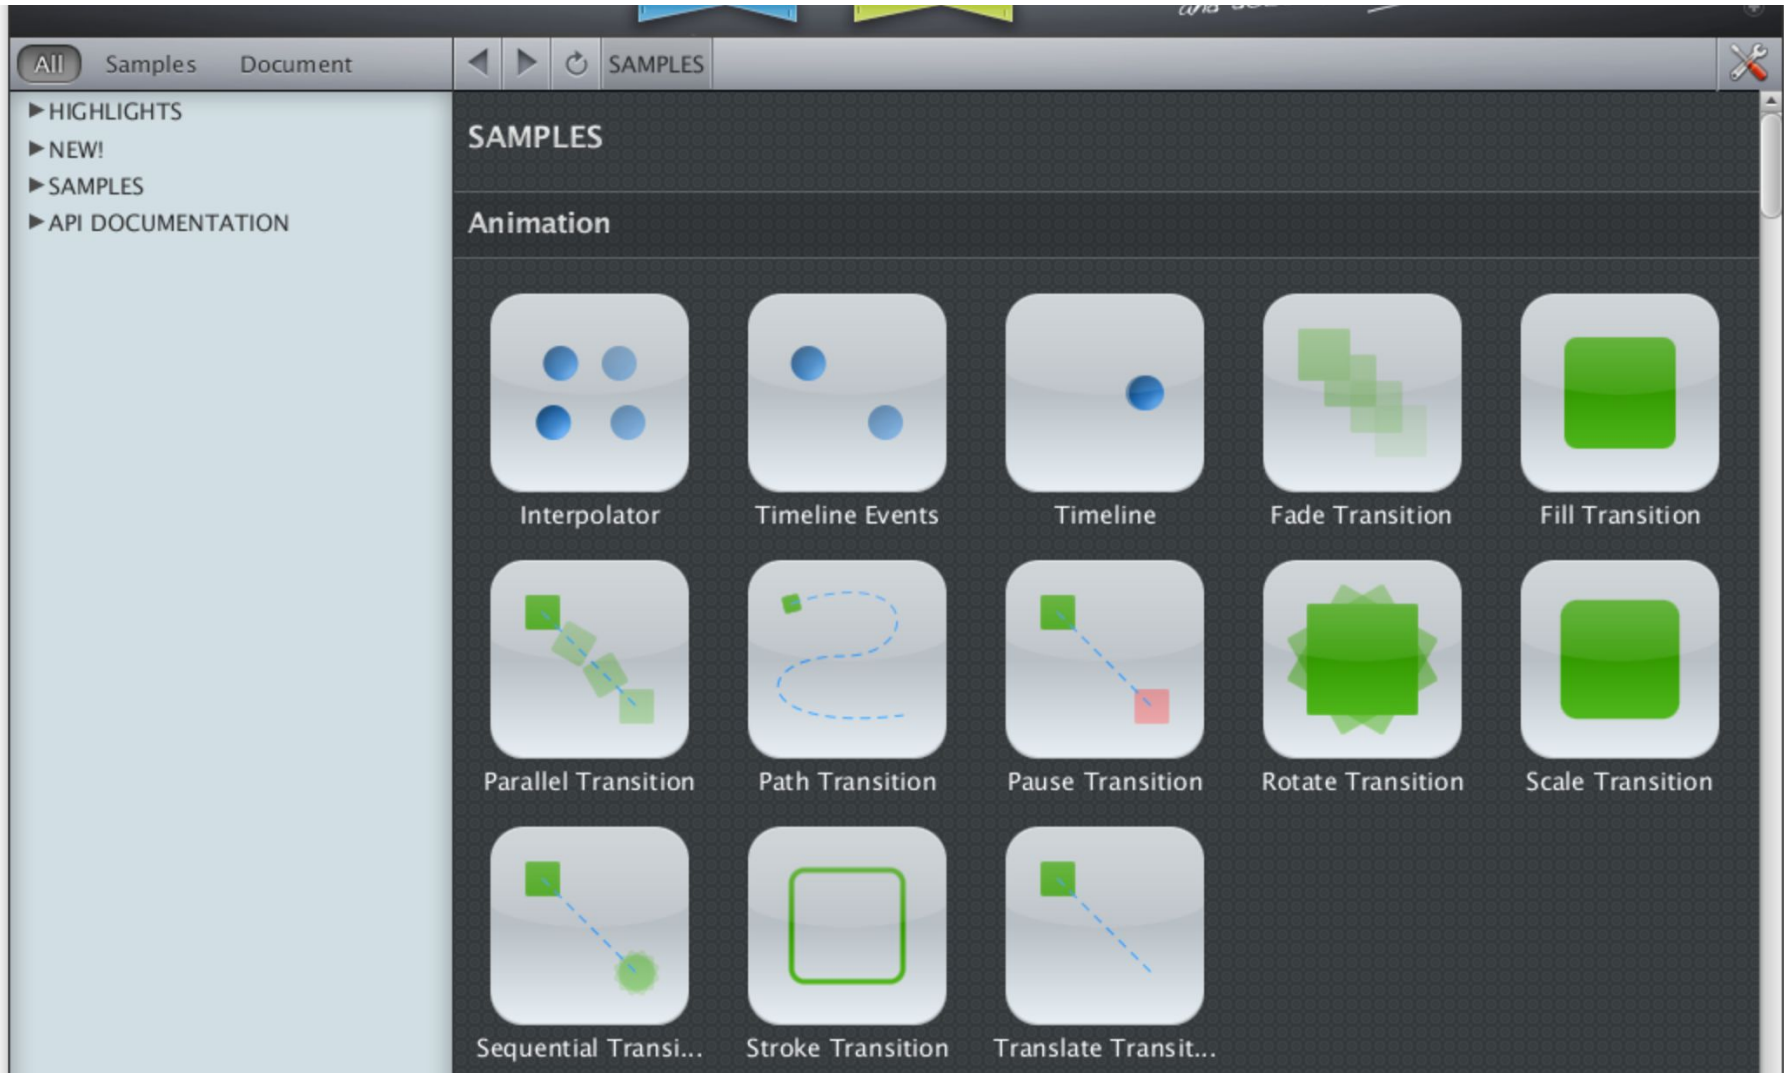 and
All Samples Document SAMPLES
HIGHLIGHTS
NEW!
SAMPLES
API DOCUMENTATION
SAMPLES
Animation
Interpolator Timeline Events Timeline Fade Transition Fill Transition
Parallel Transition Path Transition Pause Transition Rotate Transition Scale Transition
Sequential Transi... Stroke Transition Translate Transit...